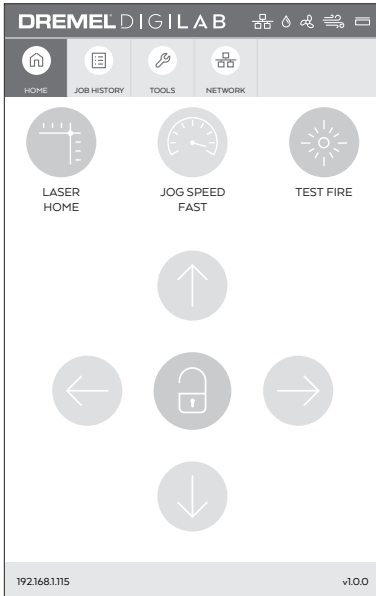 DREMEL DIGILAB
HOME JOB HISTORY TOOLS NETWORK
LASER HOME
JOG SPEED FAST
TEST FIRE
192.168.1.115 v1.0.0